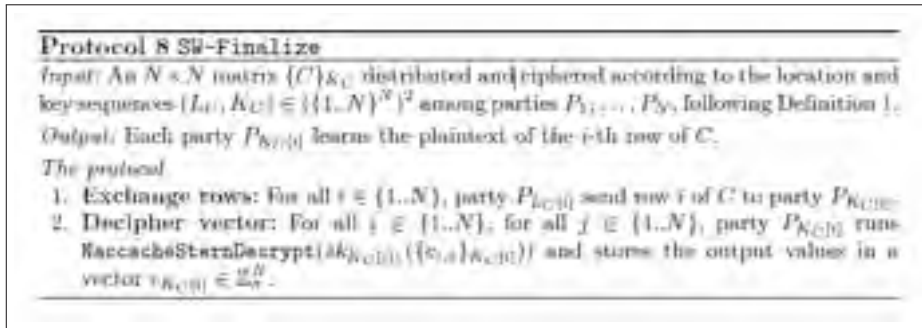 Protocol 8 SW-Finalize
Input: An N × N matrix {C}_{K_C} distributed and ciphered according to the location and
key sequences (L_C, K_C) ∈ ({1..N}^N)^2 among parties P_1, ..., P_N, following Definition 1.
Output: Each party P_{K_C[i]} learns the plaintext of the i-th row of C.
The protocol
1. Exchange rows: For all i ∈ {1..N}, party P_{L_C[i]} send row i of C to party P_{K_C[i]}.
2. Decipher vector: For all i ∈ {1..N}, for all j ∈ {1..N}, party P_{K_C[i]} runs
NaccacheSternDecrypt(sk_{K_C[i]}, ({c_{i,j}}_{K_C[i]})) and stores the output values in a
vector v_{K_C[i]} ∈ ℤ^N.